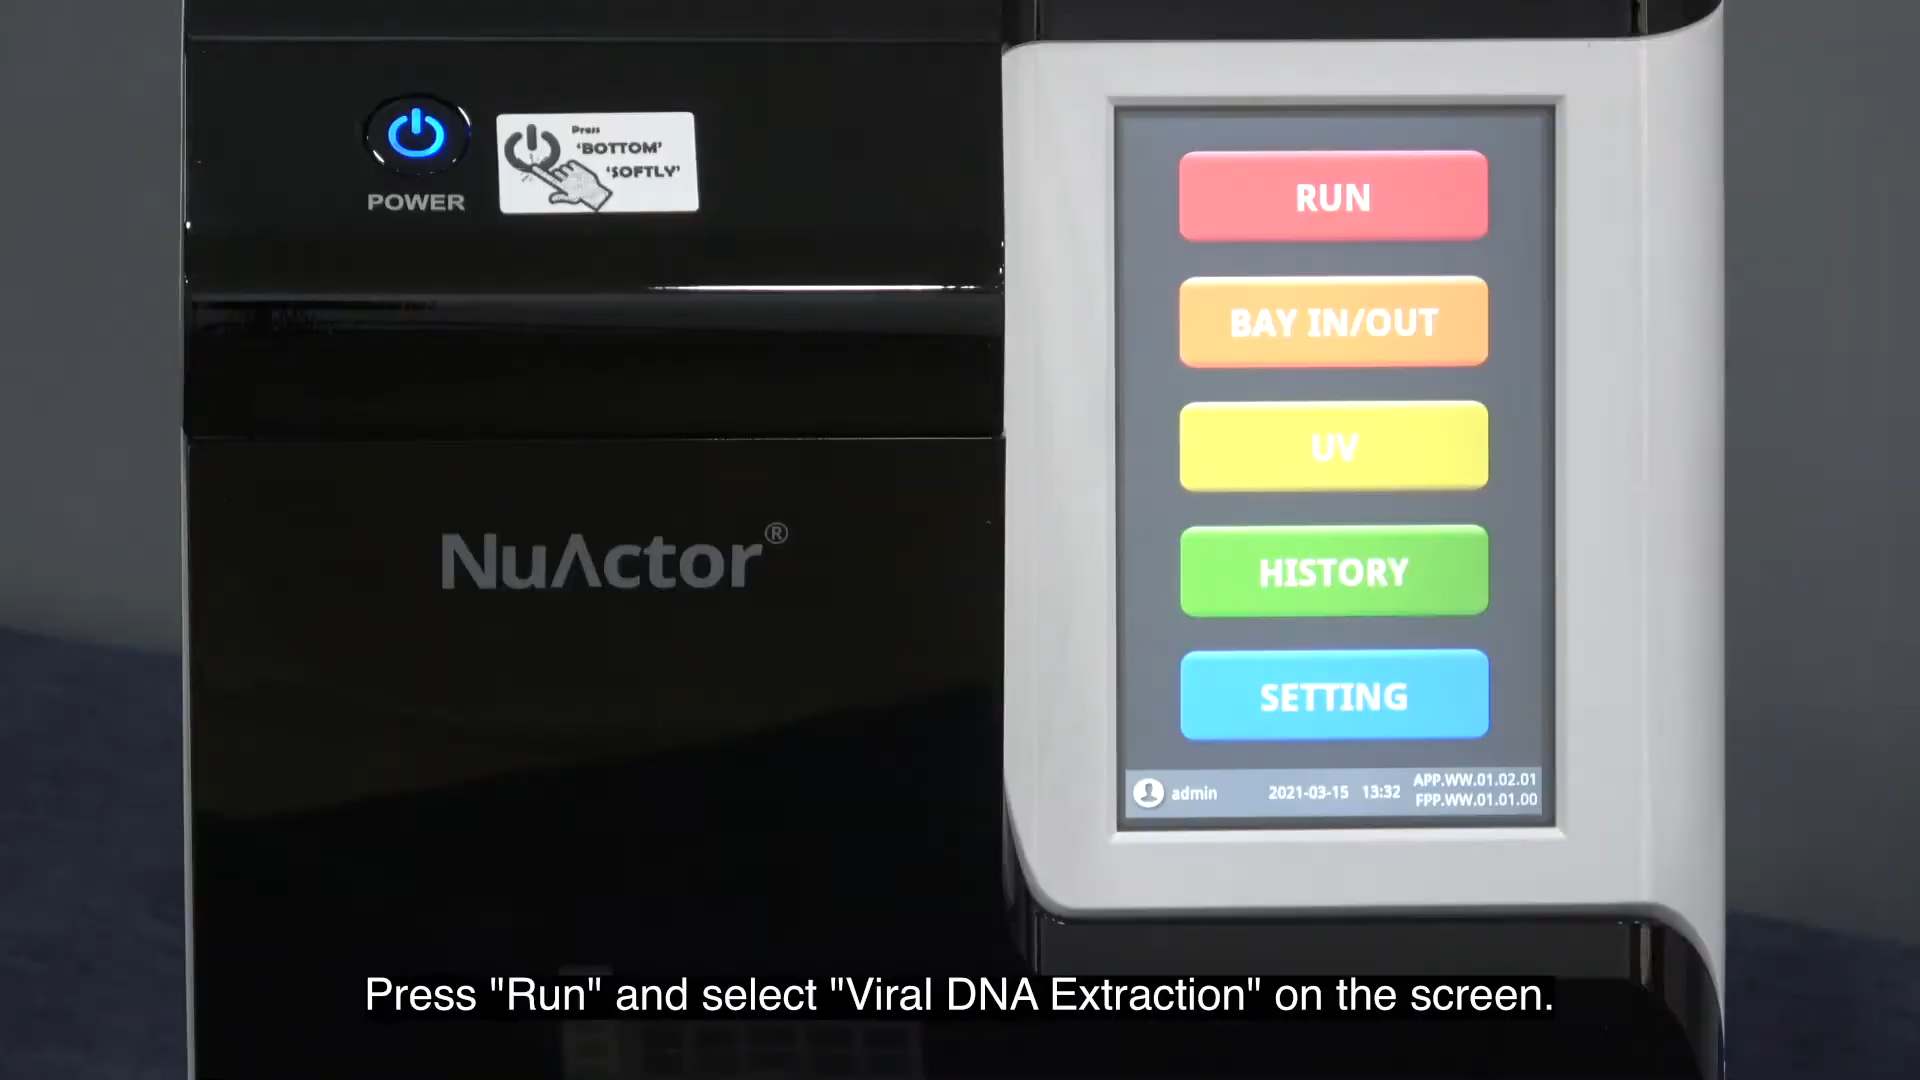 POWER
Press
‘BOTTOM’
‘SOFTLY’
NuΛctor®
RUN
BAY IN/OUT
UV
HISTORY
SETTING
admin 2021-03-15 13:32 APP.WW.01.02.01
FPP.WW.01.01.00
Press "Run" and select "Viral DNA Extraction" on the screen.